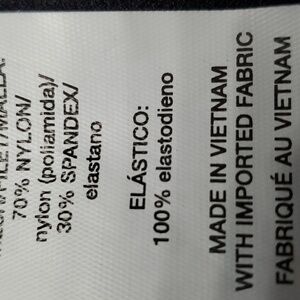 70% NYLON/
nylon (poliamida)/
30% SPANDEX/
elastano
ELÁSTICO:
100% elastodieno
MADE IN VIETNAM
WITH IMPORTED FABRIC
FABRIQUÉ AU VIETNAM